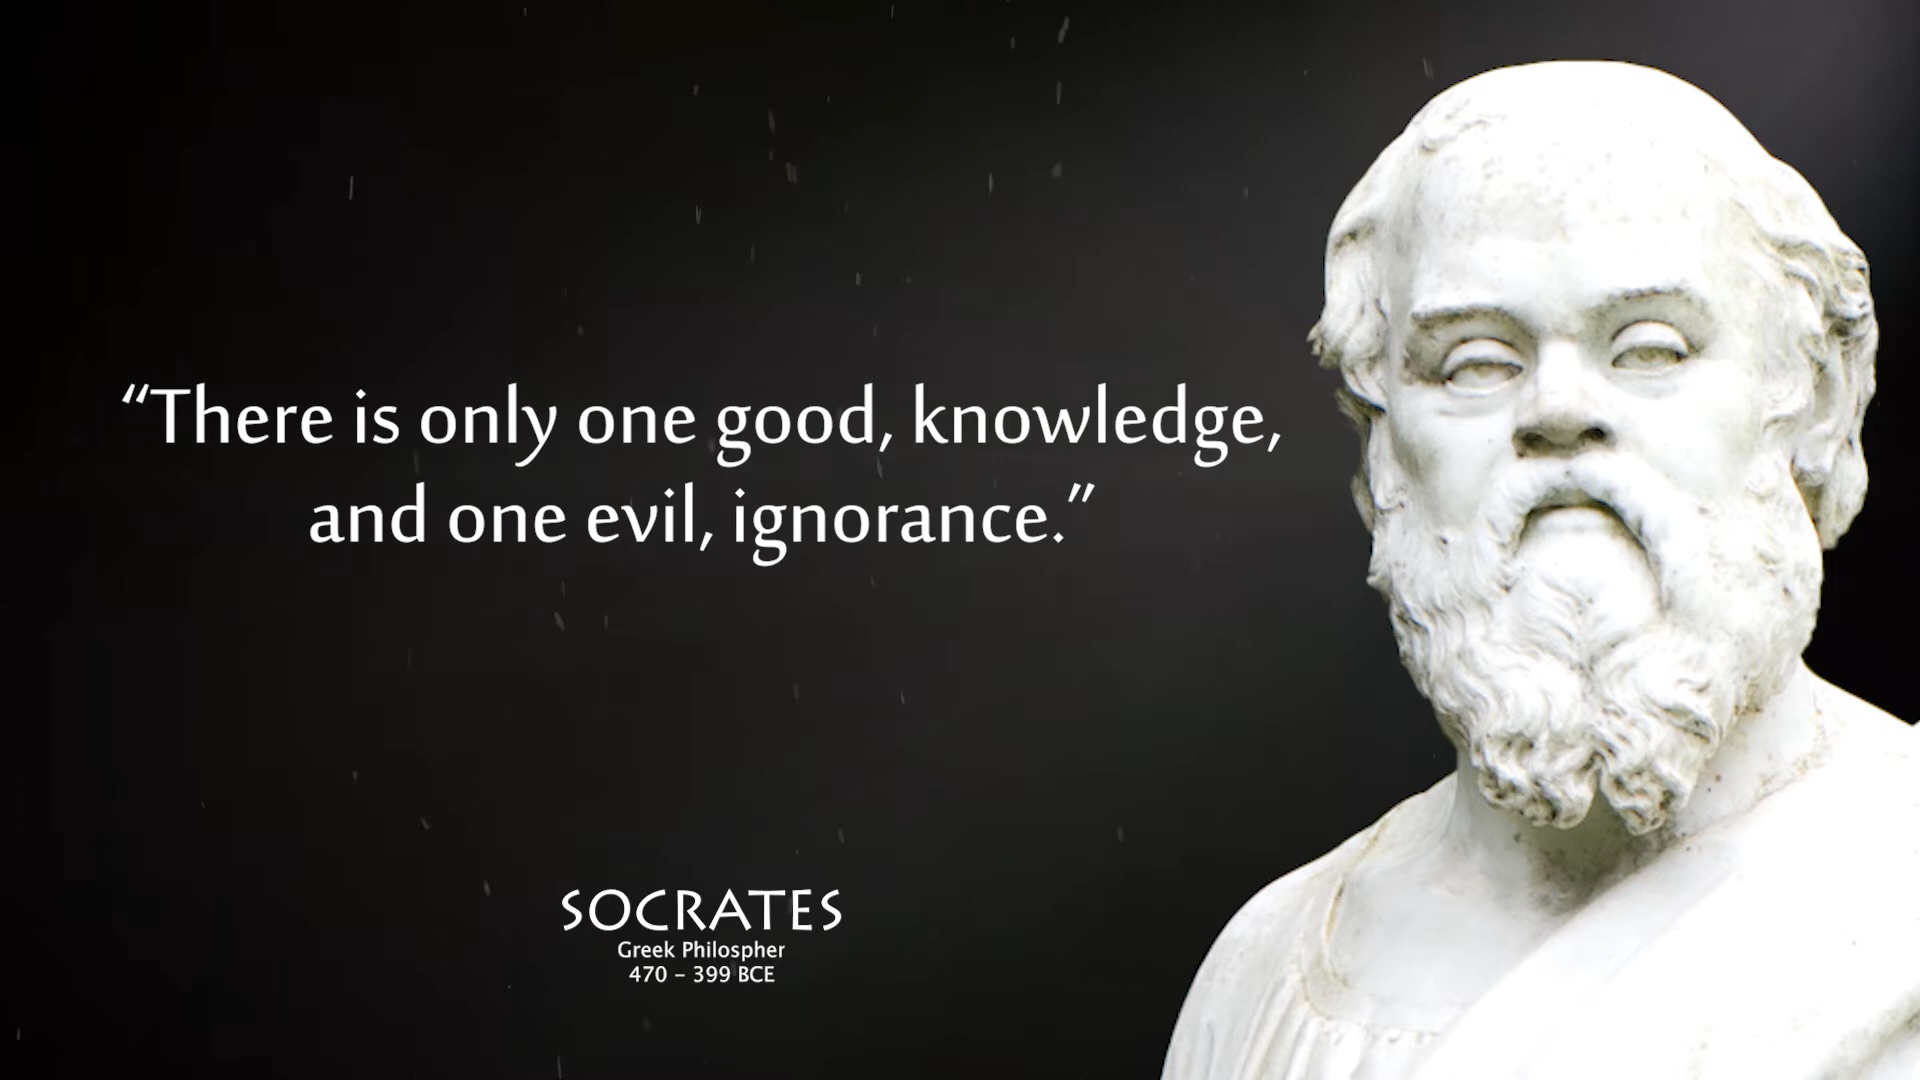 “There is only one good, knowledge,
and one evil, ignorance.”
SOCRATES
Greek Philospher
470 – 399 BCE